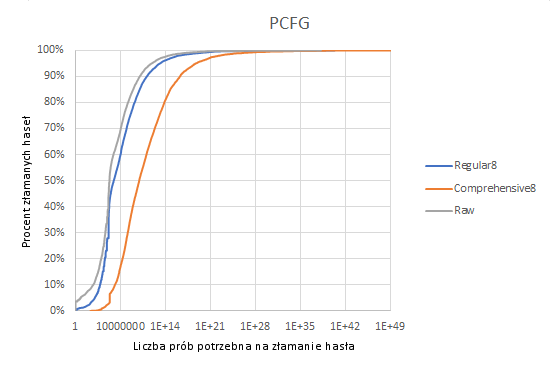 PCFG
100%
90%
80%
70%
60%
50%
40%
30%
20%
10%
0%
Procent złamanych haseł
1 10000000 1E+14 1E+21 1E+28 1E+35 1E+42 1E+49
Liczba prób potrzebna na złamanie hasła
Regular8
Comprehensive8
Raw